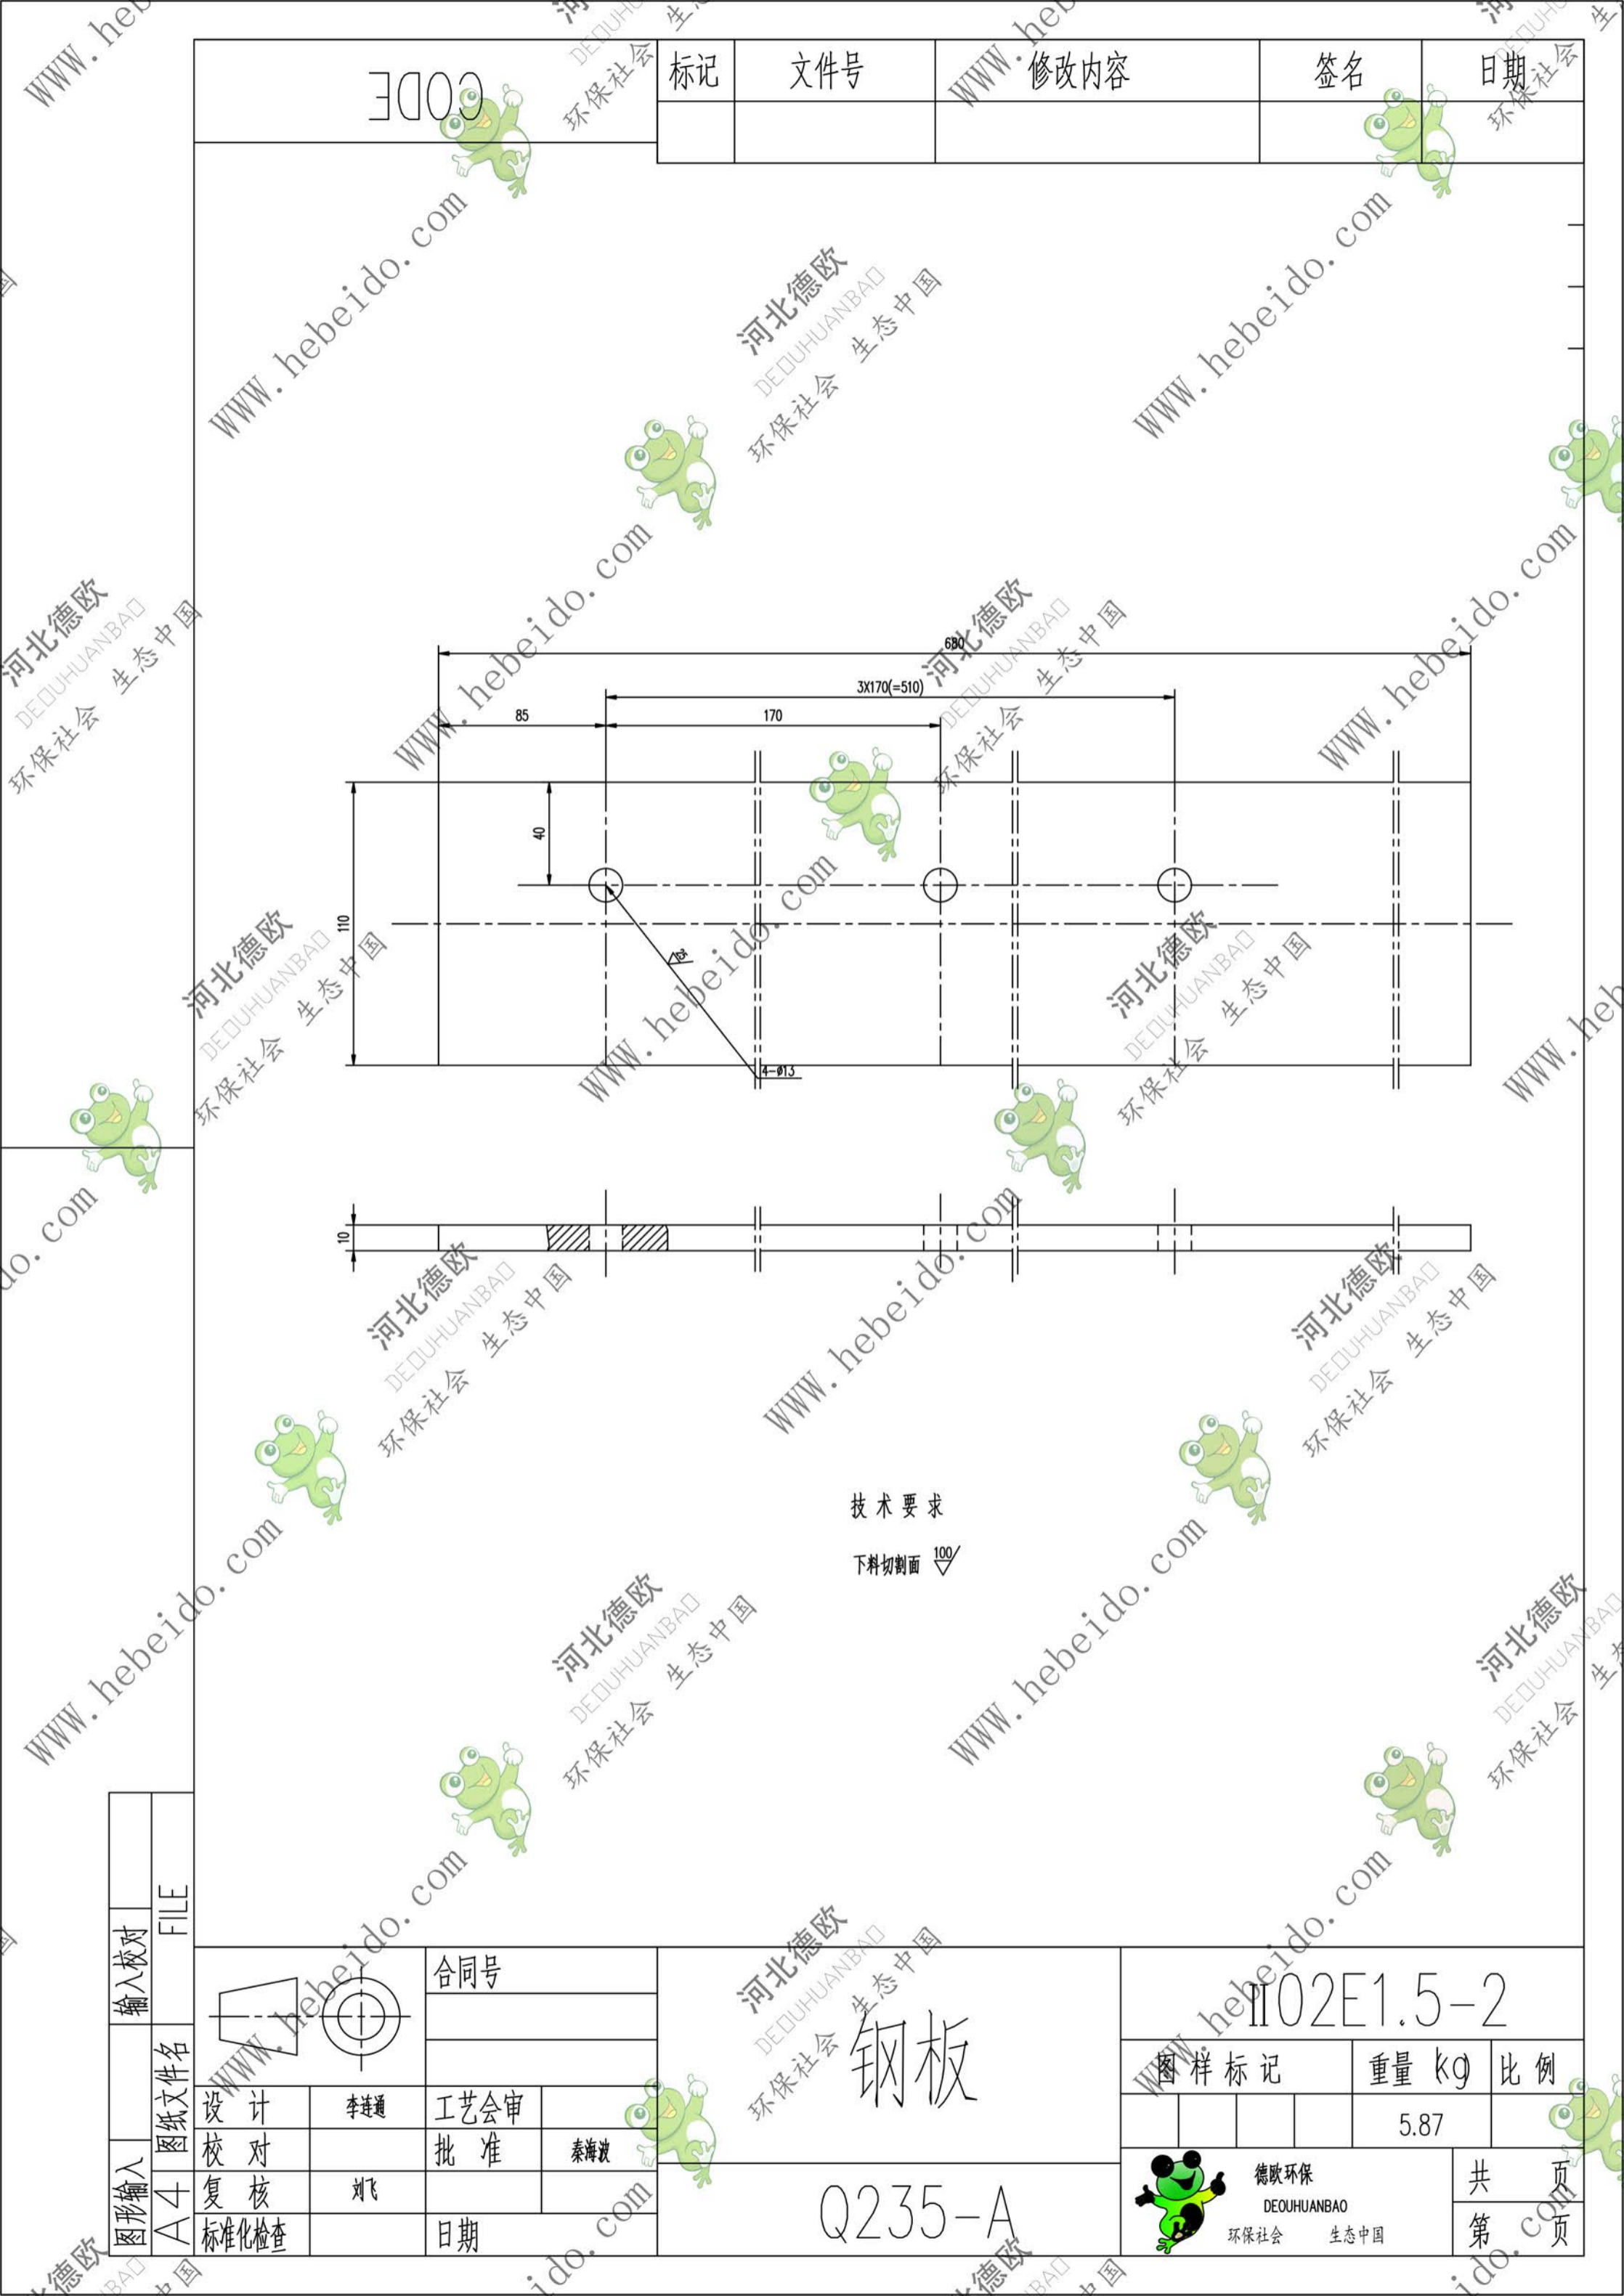 CODE
标记 文件号 修改内容 签名 日期
680
3X170(=510)
85 170
40
110
4-Ø13
10
技 术 要 求
下料切割面 100
输入校对
图形输入
FILE
图纸文件名
A4
合同号
设 计 李连通 工艺会审
校 对 批 准 秦海波
复 核 刘飞
标准化检查 日期
钢板
Q235-A
II02E1.5-2
图 样 标 记 重量 (kg) 比 例
5.87
德欧环保
DEOUHUANBAO
环保社会 生态中国
共 页
第 页
河北德欧
DEOUHUANBAO
环保社会 生态中国
WWW.hebeido.com